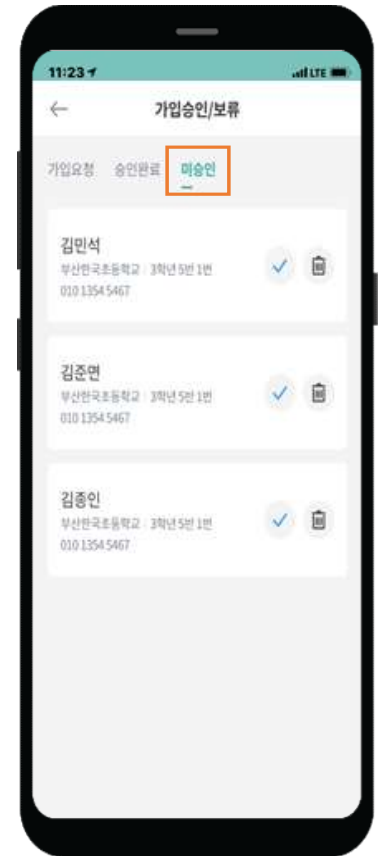 11:23 LTE
가입승인/보류
가입요청 승인완료 미승인
김민석
부산한국초등학교 3학년 5반 1번
010 1354 5467
김준면
부산한국초등학교 3학년 5반 1번
010 1354 5467
김종인
부산한국초등학교 3학년 5반 1번
010 1354 5467